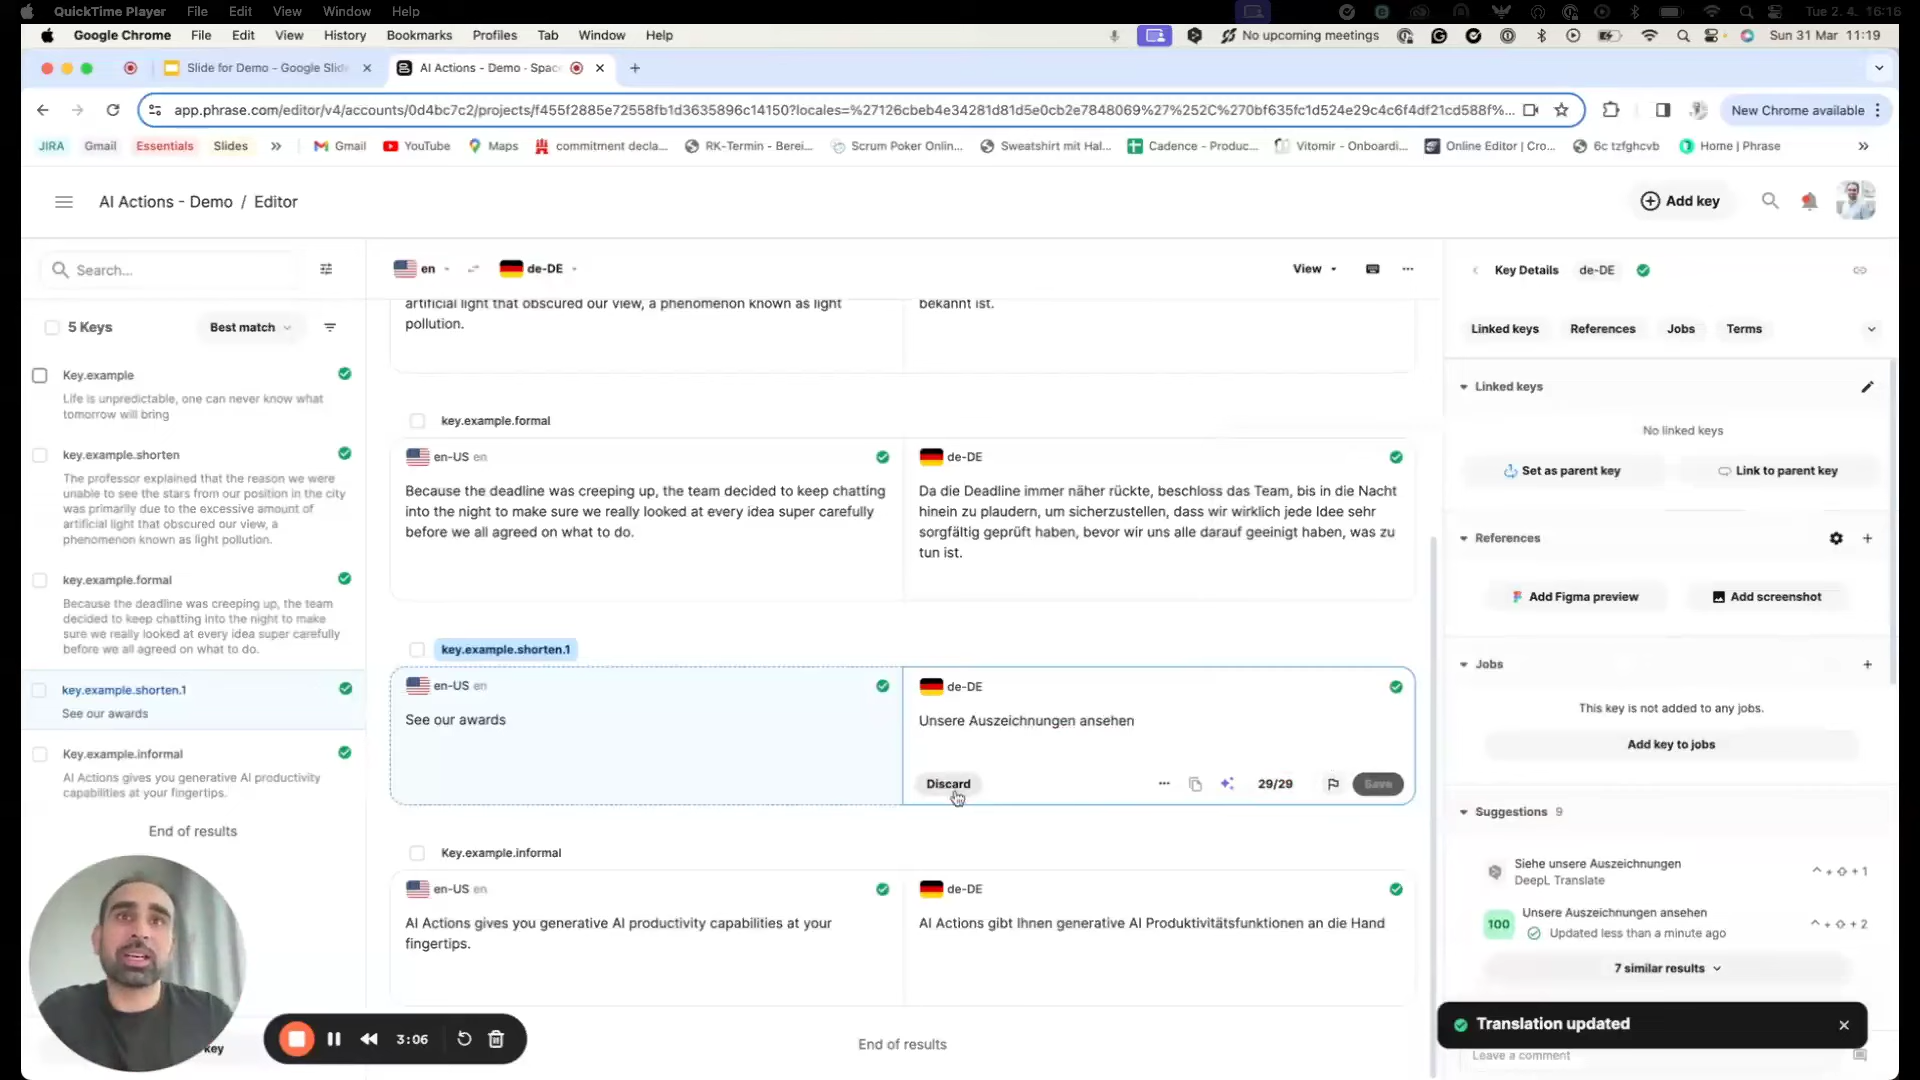 QuickTime Player File Edit View Window Help Tue 2. 4. 16:16
Google Chrome File Edit View History Bookmarks Profiles Tab Window Help No upcoming meetings Sun 31 Mar 11:19
Slide for Demo - Google Slide AI Actions - Demo · Spac
app.phrase.com/editor/v4/accounts/0d4bc7c2/projects/f455f2885e72558fb1d3635896c14150?locales=%27126cbeb4e34281d81d5e0cb2e7848069%27%252C%270bf635fc1d524e29c4c6f4df21cd588f%... New Chrome available
JIRA Gmail Essentials Slides » Gmail YouTube Maps commitment decla... RK-Termin - Berei... Scrum Poker Onlin... Sweatshirt mit Hal... Cadence - Produc... Vitomir - Onboardi... Online Editor | Cro... 6c tzfghcvb Home | Phrase »
AI Actions - Demo / Editor
Add key
Search...
5 Keys Best match
Key.example
Life is unpredictable, one can never know what
tomorrow will bring
key.example.shorten
The professor explained that the reason we were
unable to see the stars from our position in the city
was primarily due to the excessive amount of
artificial light that obscured our view, a
phenomenon known as light pollution.
key.example.formal
Because the deadline was creeping up, the team
decided to keep chatting into the night to make
sure we really looked at every idea super carefully
before we all agreed on what to do.
key.example.shorten.1
See our awards
Key.example.informal
AI Actions gives you generative AI productivity
capabilities at your fingertips.
End of results
key
3:06
en de-DE View
artificial light that obscured our view, a phenomenon known as light
pollution.
bekannt ist.
key.example.formal
en-US en
Because the deadline was creeping up, the team decided to keep chatting
into the night to make sure we really looked at every idea super carefully
before we all agreed on what to do.
de-DE
Da die Deadline immer näher rückte, beschloss das Team, bis in die Nacht
hinein zu plaudern, um sicherzustellen, dass wir wirklich jede Idee sehr
sorgfältig geprüft haben, bevor wir uns alle darauf geeinigt haben, was zu
tun ist.
key.example.shorten.1
en-US en
See our awards
de-DE
Unsere Auszeichnungen ansehen
Discard 29/29 Save
Key.example.informal
en-US en
AI Actions gives you generative AI productivity capabilities at your
fingertips.
de-DE
AI Actions gibt Ihnen generative AI Produktivitätsfunktionen an die Hand
End of results
Key Details de-DE
Linked keys References Jobs Terms
Linked keys
No linked keys
Set as parent key Link to parent key
References
Add Figma preview Add screenshot
Jobs
This key is not added to any jobs.
Add key to jobs
Suggestions 9
Siehe unsere Auszeichnungen
DeepL Translate
+ 1
100
Unsere Auszeichnungen ansehen
Updated less than a minute ago
+ 2
7 similar results
Translation updated
Leave a comment